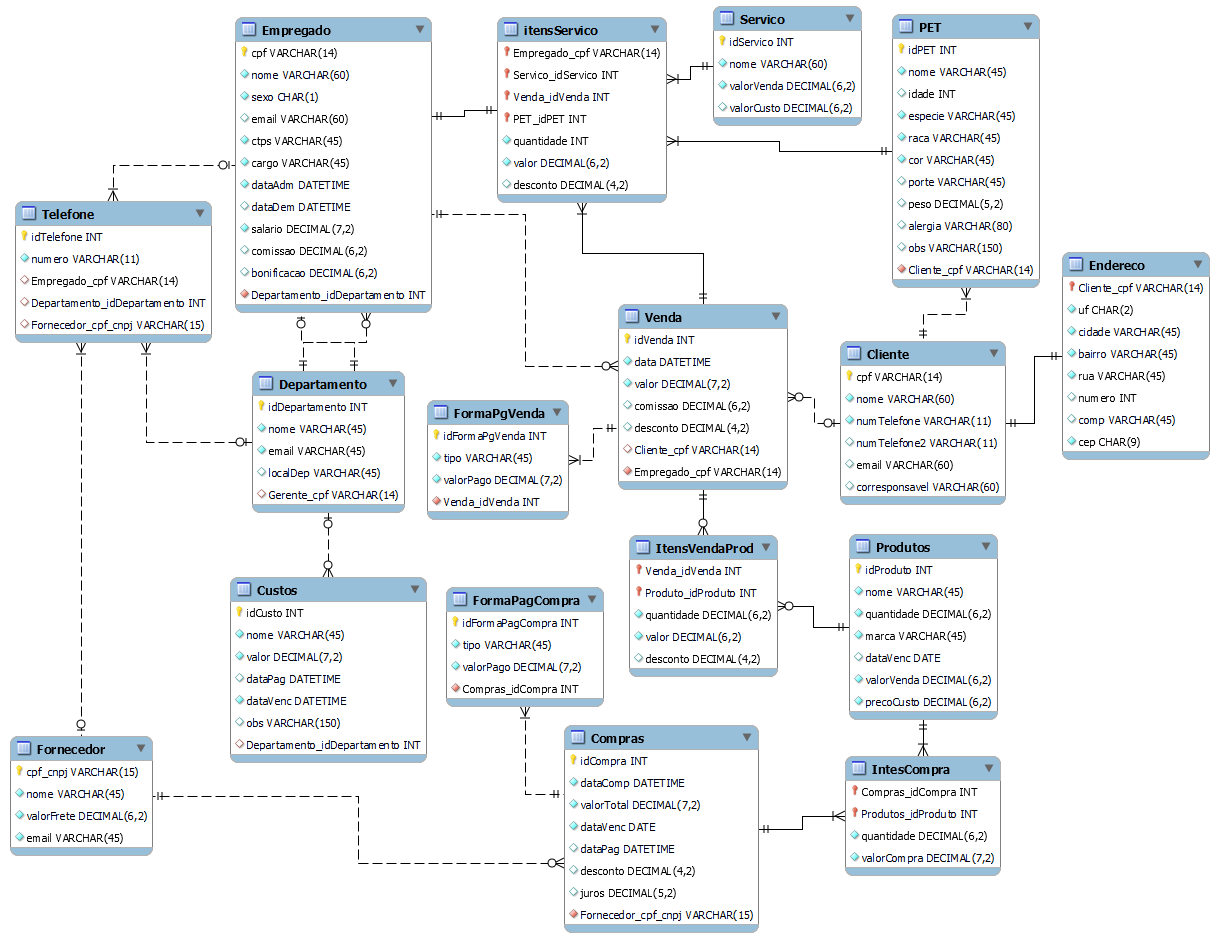 Empregado
cpf VARCHAR(14)
nome VARCHAR(60)
sexo CHAR(1)
email VARCHAR(60)
ctps VARCHAR(45)
cargo VARCHAR(45)
dataAdm DATETIME
dataDem DATETIME
salario DECIMAL(7,2)
comissao DECIMAL(6,2)
bonificacao DECIMAL(6,2)
Departamento_idDepartamento INT
itensServico
Empregado_cpf VARCHAR(14)
Servico_idServico INT
Venda_idVenda INT
PET_idPET INT
quantidade INT
valor DECIMAL(6,2)
desconto DECIMAL(4,2)
Servico
idServico INT
nome VARCHAR(60)
valorVenda DECIMAL(6,2)
valorCusto DECIMAL(6,2)
PET
idPET INT
nome VARCHAR(45)
idade INT
especie VARCHAR(45)
raca VARCHAR(45)
cor VARCHAR(45)
porte VARCHAR(45)
peso DECIMAL(5,2)
alergia VARCHAR(80)
obs VARCHAR(150)
Cliente_cpf VARCHAR(14)
Telefone
idTelefone INT
numero VARCHAR(11)
Empregado_cpf VARCHAR(14)
Departamento_idDepartamento INT
Fornecedor_cpf_cnpj VARCHAR(15)
Endereco
Cliente_cpf VARCHAR(14)
uf CHAR(2)
cidade VARCHAR(45)
bairro VARCHAR(45)
rua VARCHAR(45)
numero INT
comp VARCHAR(45)
cep CHAR(9)
Venda
idVenda INT
data DATETIME
valor DECIMAL(7,2)
comissao DECIMAL(6,2)
desconto DECIMAL(4,2)
Cliente_cpf VARCHAR(14)
Empregado_cpf VARCHAR(14)
Cliente
cpf VARCHAR(14)
nome VARCHAR(60)
numTelefone VARCHAR(11)
numTelefone2 VARCHAR(11)
email VARCHAR(60)
corresponsavel VARCHAR(60)
Departamento
idDepartamento INT
nome VARCHAR(45)
email VARCHAR(45)
localDep VARCHAR(45)
Gerente_cpf VARCHAR(14)
FormaPgVenda
idFormaPgVenda INT
tipo VARCHAR(45)
valorPago DECIMAL(7,2)
Venda_idVenda INT
ItensVendaProd
Venda_idVenda INT
Produto_idProduto INT
quantidade DECIMAL(6,2)
valor DECIMAL(6,2)
desconto DECIMAL(4,2)
Produtos
idProduto INT
nome VARCHAR(45)
quantidade DECIMAL(6,2)
marca VARCHAR(45)
dataVenc DATE
valorVenda DECIMAL(6,2)
precoCusto DECIMAL(6,2)
Custos
idCusto INT
nome VARCHAR(45)
valor DECIMAL(7,2)
dataPag DATETIME
dataVenc DATETIME
obs VARCHAR(150)
Departamento_idDepartamento INT
FormaPagCompra
idFormaPagCompra INT
tipo VARCHAR(45)
valorPago DECIMAL(7,2)
Compras_idCompra INT
Fornecedor
cpf_cnpj VARCHAR(15)
nome VARCHAR(45)
valorFrete DECIMAL(6,2)
email VARCHAR(45)
Compras
idCompra INT
dataComp DATETIME
valorTotal DECIMAL(7,2)
dataVenc DATE
dataPag DATETIME
desconto DECIMAL(4,2)
juros DECIMAL(5,2)
Fornecedor_cpf_cnpj VARCHAR(15)
IntesCompra
Compras_idCompra INT
Produtos_idProduto INT
quantidade DECIMAL(6,2)
valorCompra DECIMAL(7,2)